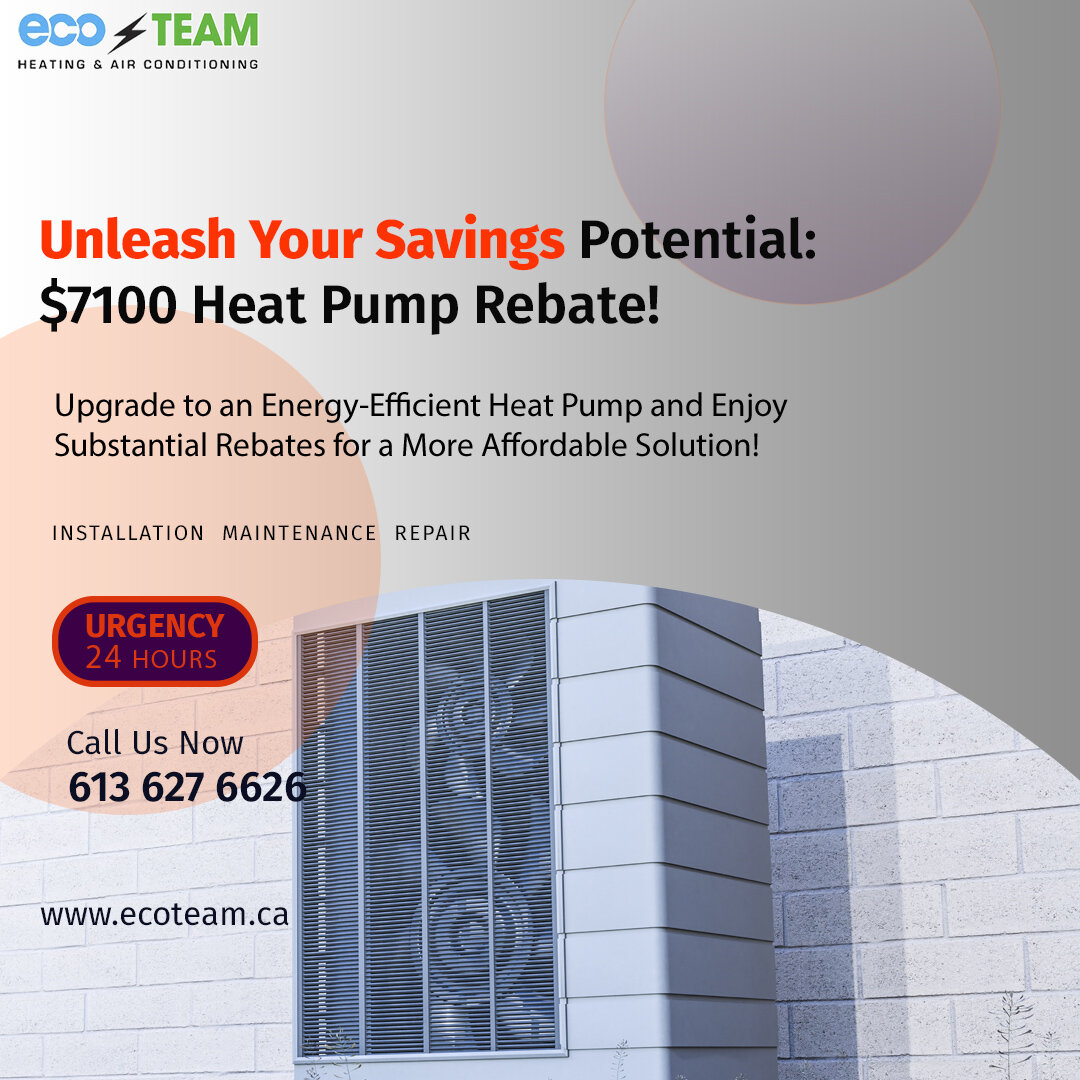 eco TEAM
HEATING & AIR CONDITIONING
Unleash Your Savings Potential:
$7100 Heat Pump Rebate!
Upgrade to an Energy-Efficient Heat Pump and Enjoy
Substantial Rebates for a More Affordable Solution!
INSTALLATION MAINTENANCE REPAIR
URGENCY
24 HOURS
Call Us Now
613 627 6626
www.ecoteam.ca